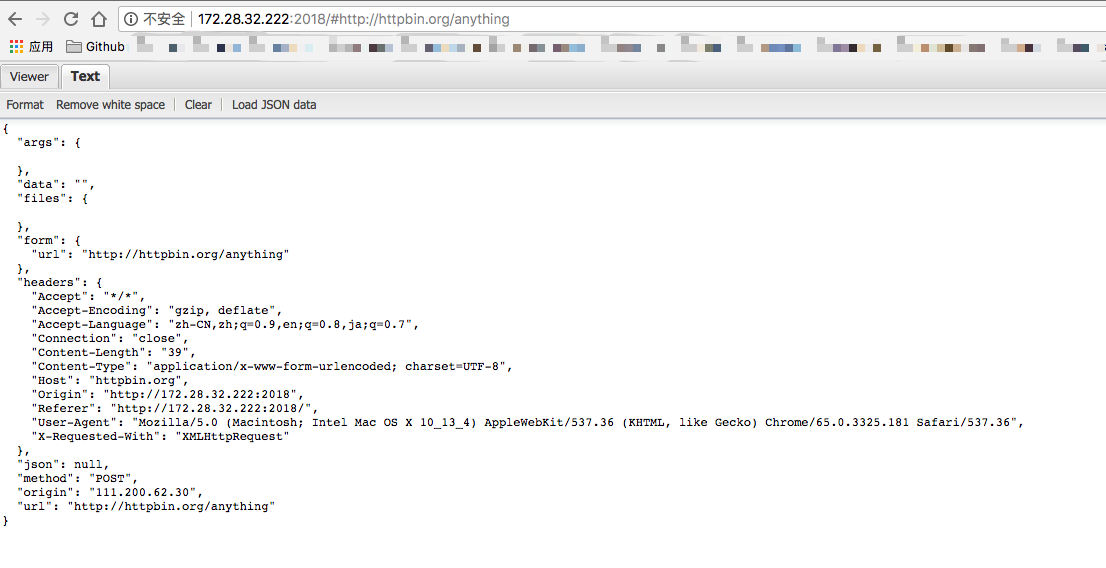 不安全 172.28.32.222:2018/#http://httpbin.org/anything
应用 Github
Viewer Text
Format Remove white space Clear Load JSON data
{
"args": {
},
"data": "",
"files": {
},
"form": {
"url": "http://httpbin.org/anything"
},
"headers": {
"Accept": "*/*",
"Accept-Encoding": "gzip, deflate",
"Accept-Language": "zh-CN,zh;q=0.9,en;q=0.8,ja;q=0.7",
"Connection": "close",
"Content-Length": "39",
"Content-Type": "application/x-www-form-urlencoded; charset=UTF-8",
"Host": "httpbin.org",
"Origin": "http://172.28.32.222:2018",
"Referer": "http://172.28.32.222:2018/",
"User-Agent": "Mozilla/5.0 (Macintosh; Intel Mac OS X 10_13_4) AppleWebKit/537.36 (KHTML, like Gecko) Chrome/65.0.3325.181 Safari/537.36",
"X-Requested-With": "XMLHttpRequest"
},
"json": null,
"method": "POST",
"origin": "111.200.62.30",
"url": "http://httpbin.org/anything"
}